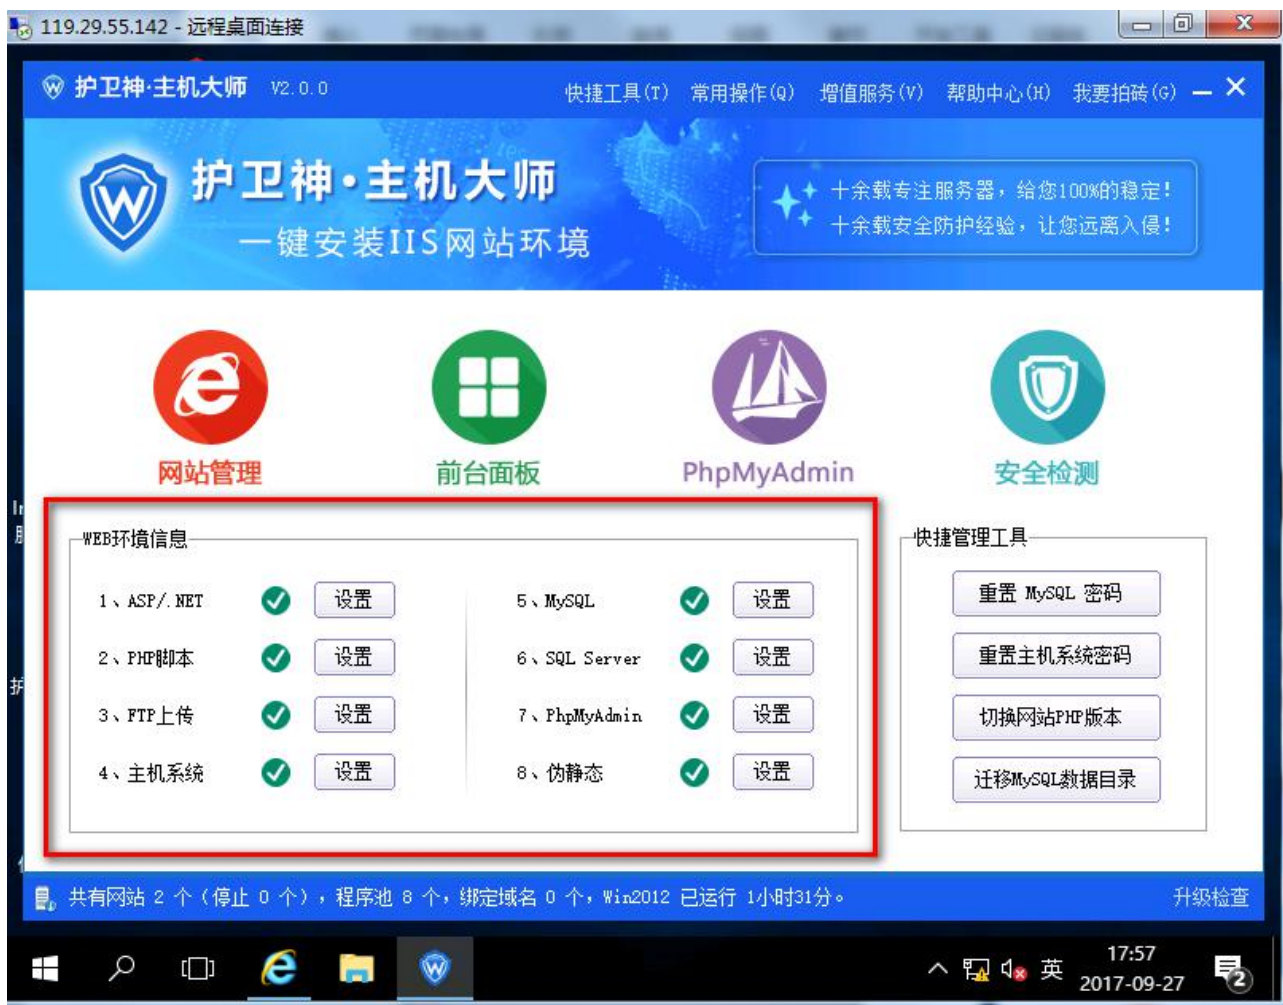 119.29.55.142 - 远程桌面连接
护卫神·主机大师 V2.0.0
快捷工具(T) 常用操作(Q) 增值服务(V) 帮助中心(H) 我要拍砖(G)
护卫神·主机大师
一键安装IIS网站环境
十余载专注服务器，给您100%的稳定！
十余载安全防护经验，让您远离入侵！
网站管理
前台面板
PhpMyAdmin
安全检测
WEB环境信息
1、ASP/.NET 设置
2、PHP脚本 设置
3、FTP上传 设置
4、主机系统 设置
5、MySQL 设置
6、SQL Server 设置
7、PhpMyAdmin 设置
8、伪静态 设置
快捷管理工具
重置 MySQL 密码
重置主机系统密码
切换网站PHP版本
迁移MySQL数据目录
共有网站 2 个（停止 0 个），程序池 8 个，绑定域名 0 个，Win2012 已运行 1小时31分。
升级检查
英
17:57
2017-09-27
2